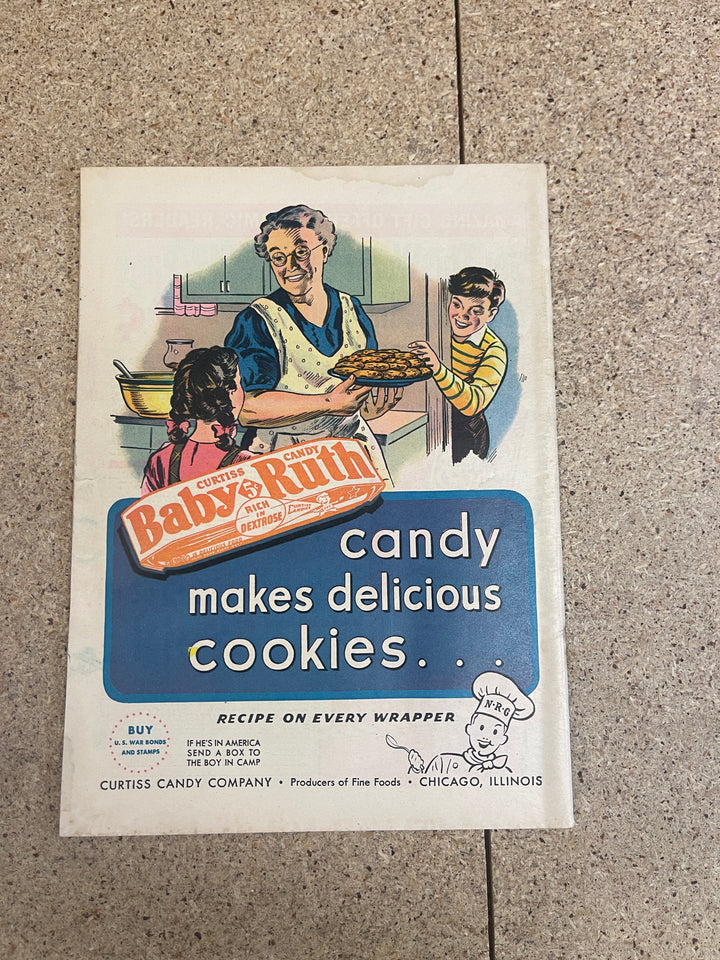 CURTISS CANDY
Baby Ruth
5¢
RICH
IN
DEXTROSE
CURTISS
candy
makes delicious
cookies. . .
RECIPE ON EVERY WRAPPER
N·R·G
BUY
U. S. WAR BONDS
AND STAMPS
IF HE'S IN AMERICA
SEND A BOX TO
THE BOY IN CAMP
CURTISS CANDY COMPANY • Producers of Fine Foods • CHICAGO, ILLINOIS